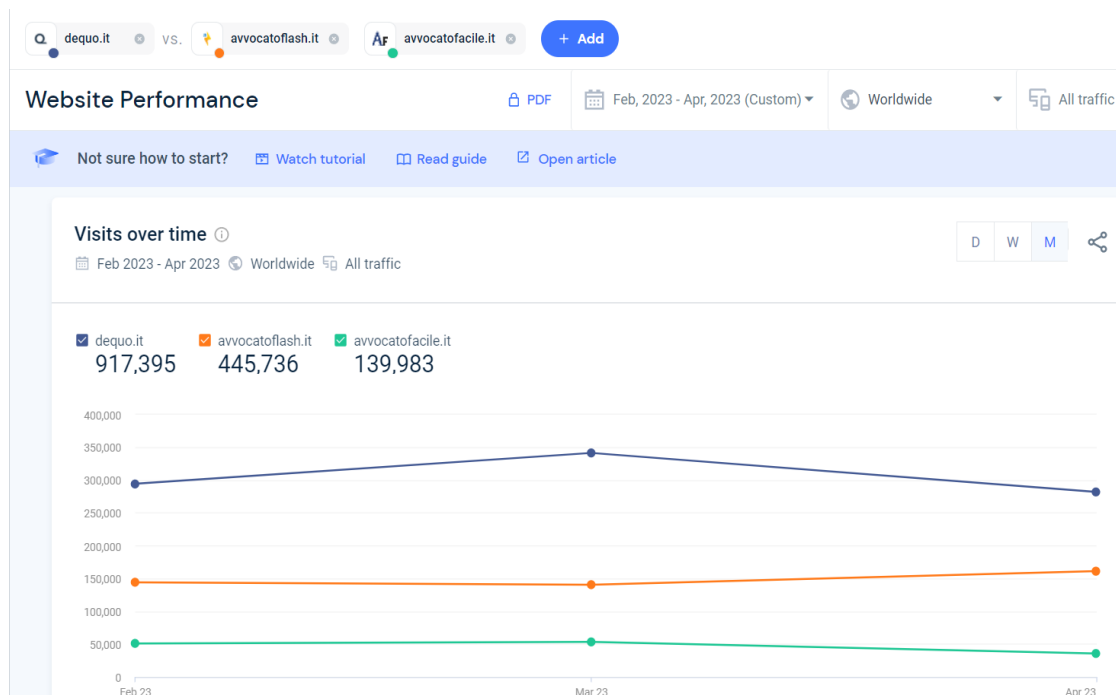 dequo.it vs. avvocatoflash.it AF avvocatofacile.it + Add
Website Performance PDF Feb, 2023 - Apr, 2023 (Custom) Worldwide All traffic
Not sure how to start? Watch tutorial Read guide Open article
Visits over time D W M
Feb 2023 - Apr 2023 Worldwide All traffic
dequo.it avvocatoflash.it avvocatofacile.it
917,395 445,736 139,983
400,000
350,000
300,000
250,000
200,000
150,000
100,000
50,000
0
Feb 23 Mar 23 Apr 23